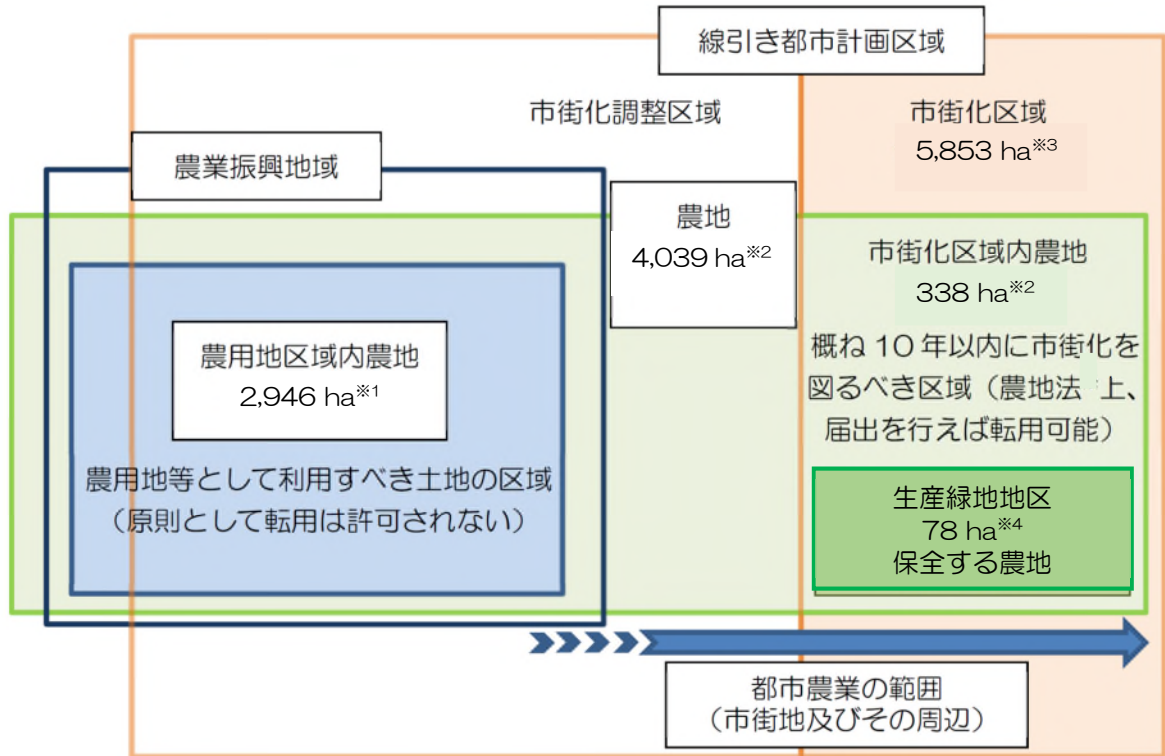 線引き都市計画区域
市街化調整区域
市街化区域
5,853 ha※3
農業振興地域
農地
4,039 ha※2
市街化区域内農地
338 ha※2
概ね 10 年以内に市街化を
図るべき区域（農地法 上、
届出を行えば転用可能）
農用地区域内農地
2,946 ha※1
農用地等として利用すべき土地の区域
（原則として転用は許可されない）
生産緑地地区
78 ha※4
保全する農地
都市農業の範囲
（市街地及びその周辺）